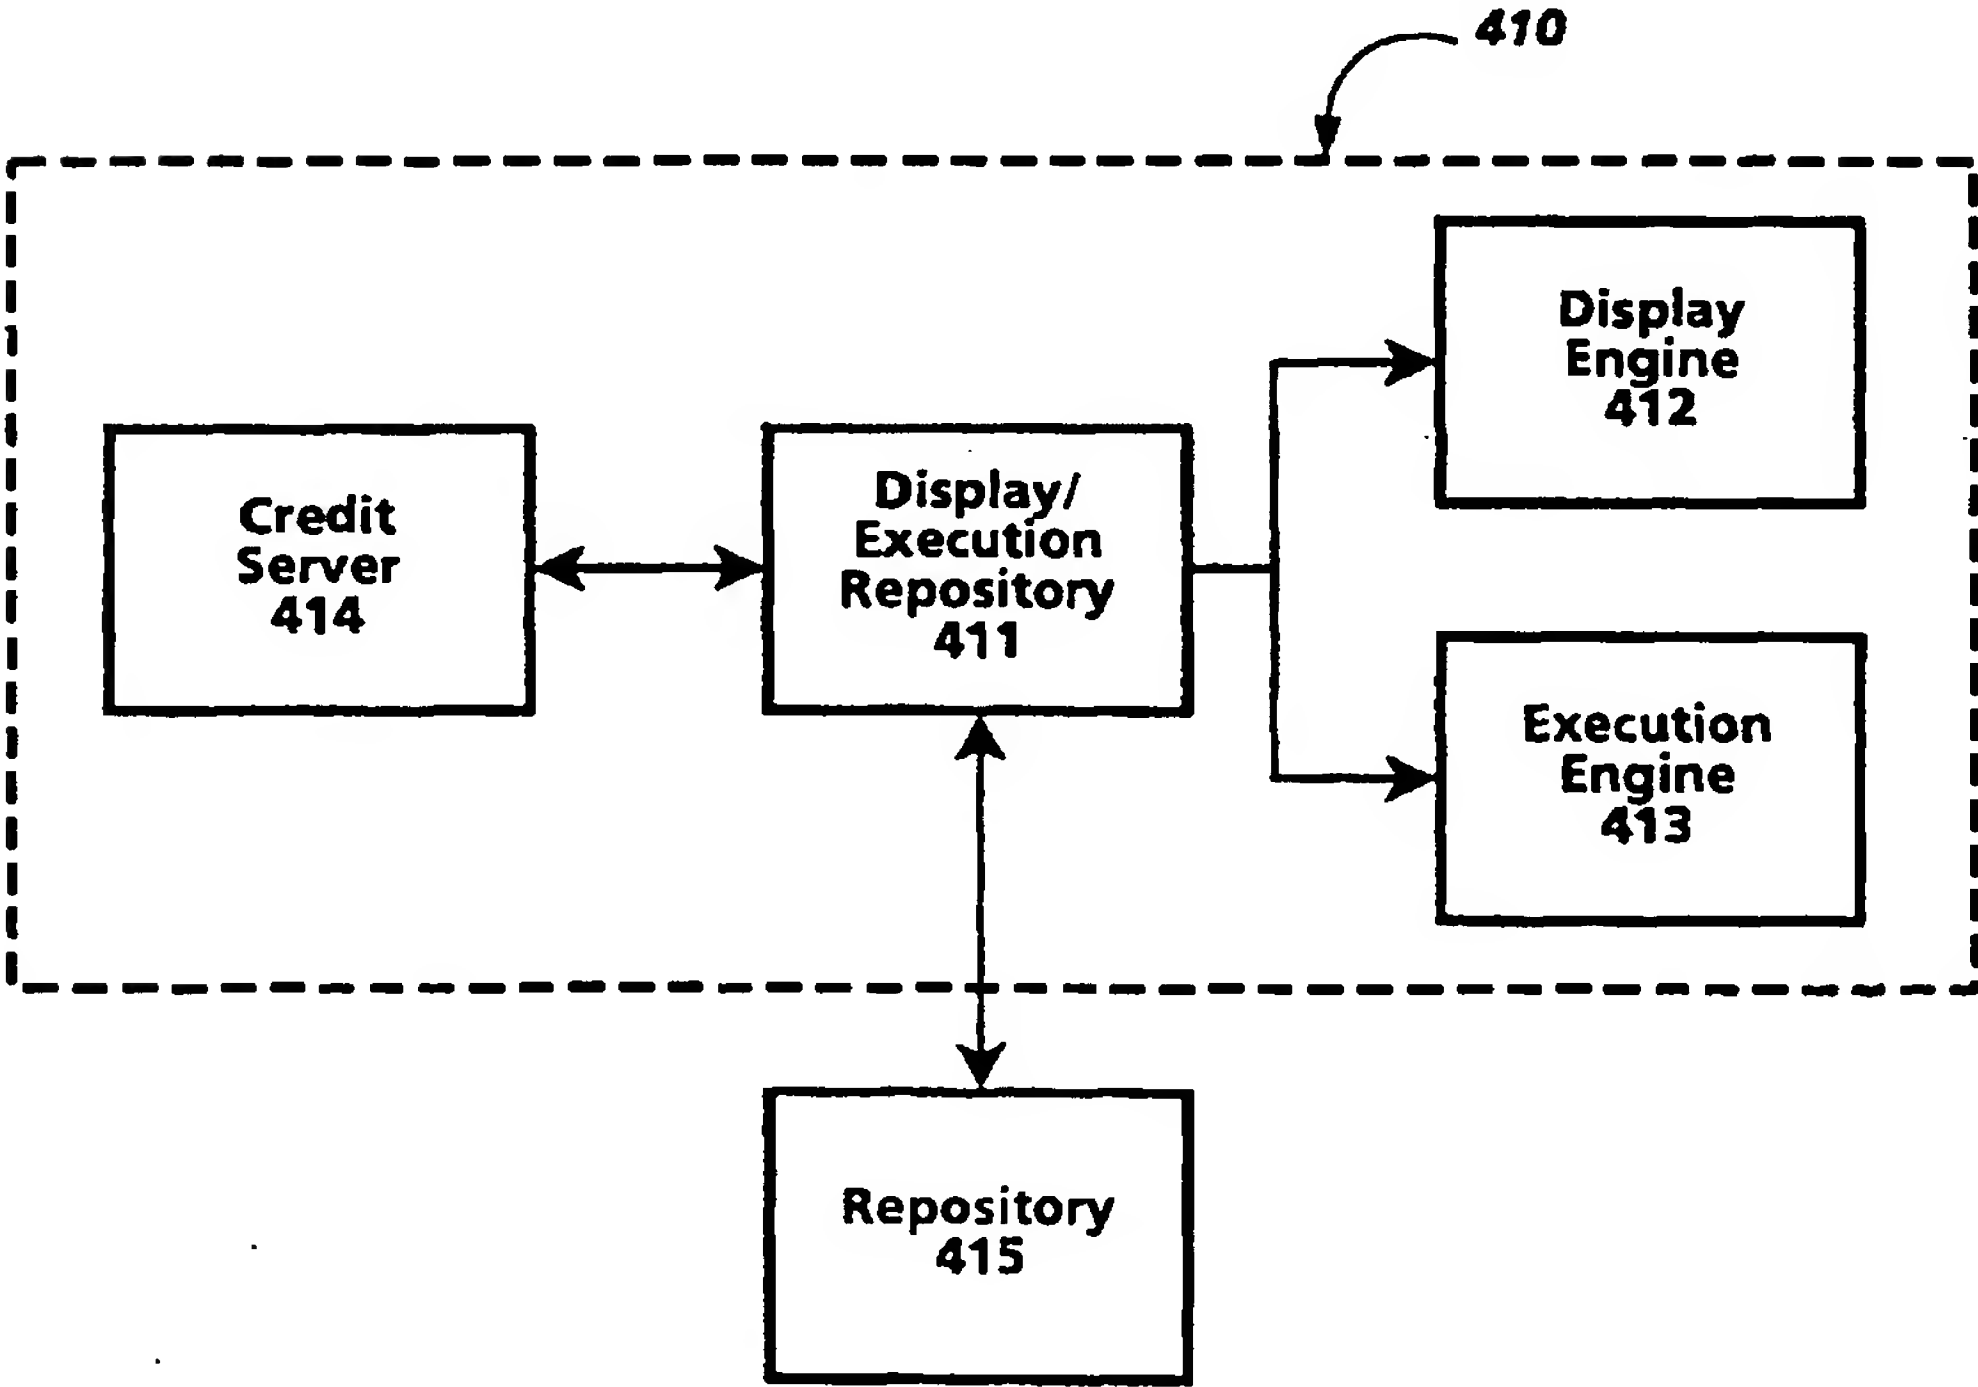 410
Display
Engine
412
Credit
Server
414
Display/
Execution
Repository
411
Execution
Engine
413
Repository
415